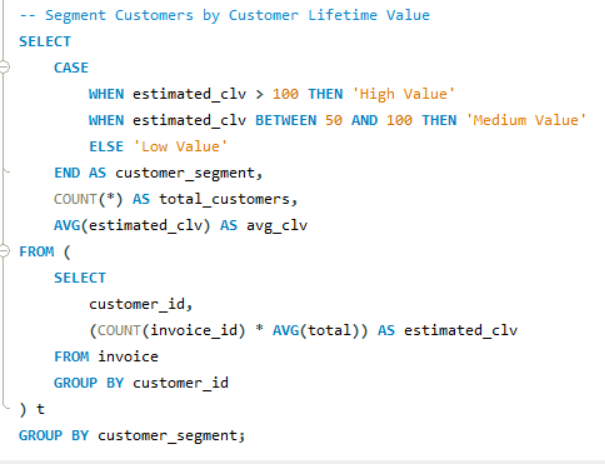 -- Segment Customers by Customer Lifetime Value
SELECT
    CASE
        WHEN estimated_clv > 100 THEN 'High Value'
        WHEN estimated_clv BETWEEN 50 AND 100 THEN 'Medium Value'
        ELSE 'Low Value'
    END AS customer_segment,
    COUNT(*) AS total_customers,
    AVG(estimated_clv) AS avg_clv
FROM (
    SELECT
        customer_id,
        (COUNT(invoice_id) * AVG(total)) AS estimated_clv
    FROM invoice
    GROUP BY customer_id
) t
GROUP BY customer_segment;